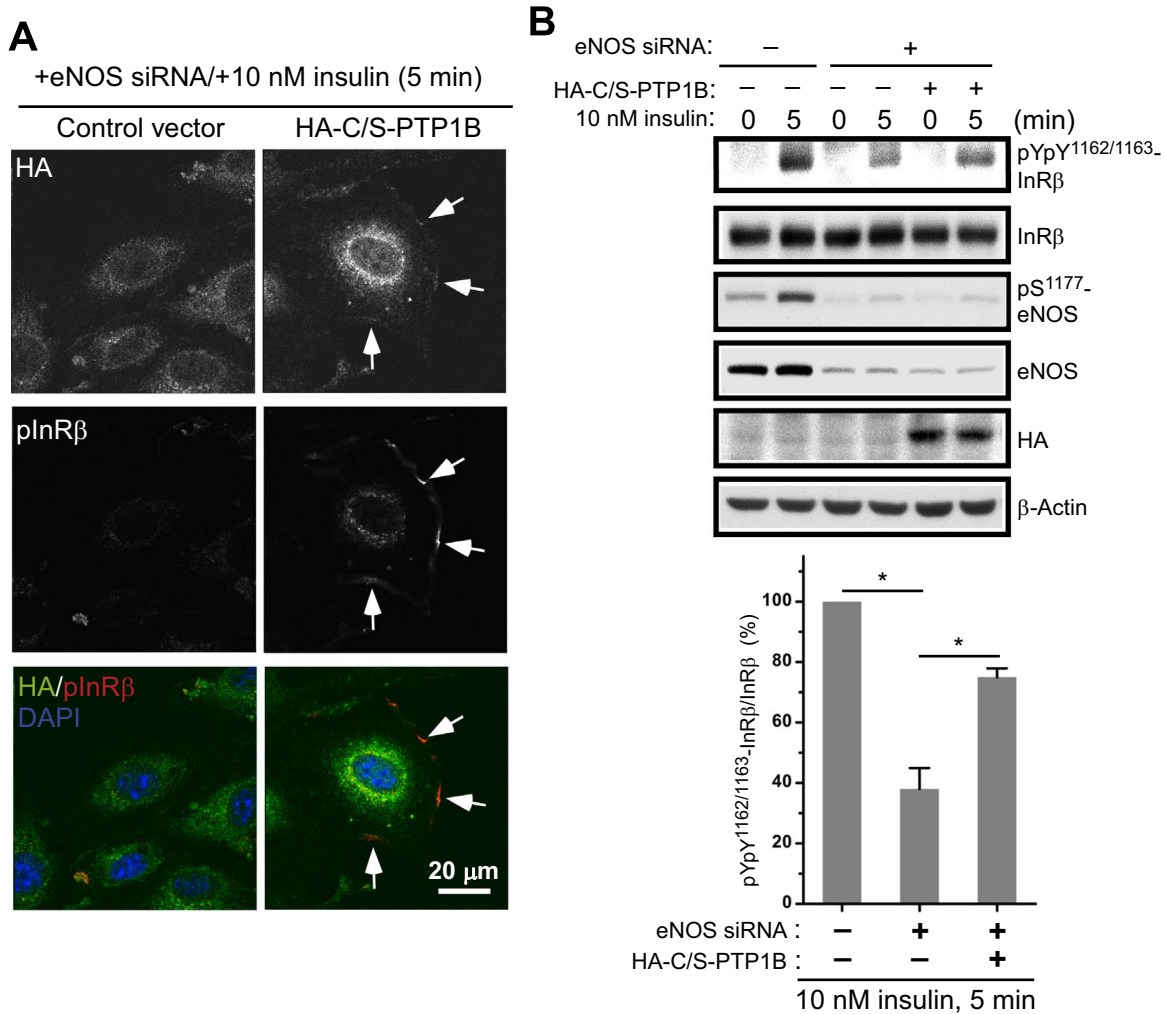 A
+eNOS siRNA/+10 nM insulin (5 min)
Control vector HA-C/S-PTP1B
HA
pInRβ
HA/pInRβ
DAPI
20 μm
B
eNOS siRNA: − +
HA-C/S-PTP1B: − − − − + +
10 nM insulin: 0 5 0 5 0 5 (min)
pYpY1162/1163-
InRβ
InRβ
pS1177-
eNOS
eNOS
HA
β-Actin
pYpY1162/1163-InRβ/InRβ (%)
100
80
60
40
20
0
* *
eNOS siRNA : − + +
HA-C/S-PTP1B : − − +
10 nM insulin, 5 min